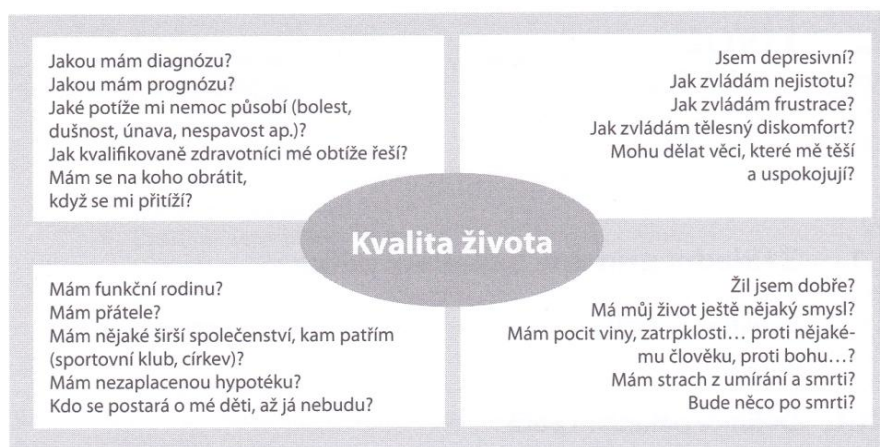 Jakou mám diagnózu?
Jakou mám prognózu?
Jaké potíže mi nemoc působí (bolest,
dušnost, únava, nespavost ap.)?
Jak kvalifikovaně zdravotníci mé obtíže řeší?
Mám se na koho obrátit,
když se mi přitíží?
Jsem depresivní?
Jak zvládám nejistotu?
Jak zvládám frustrace?
Jak zvládám tělesný diskomfort?
Mohu dělat věci, které mě těší
a uspokojují?
Kvalita života
Mám funkční rodinu?
Mám přátele?
Mám nějaké širší společenství, kam patřím
(sportovní klub, církev)?
Mám nezaplacenou hypotéku?
Kdo se postará o mé děti, až já nebudu?
Žil jsem dobře?
Má můj život ještě nějaký smysl?
Mám pocit viny, zatrpklosti… proti nějaké-
mu člověku, proti bohu…?
Mám strach z umírání a smrti?
Bude něco po smrti?